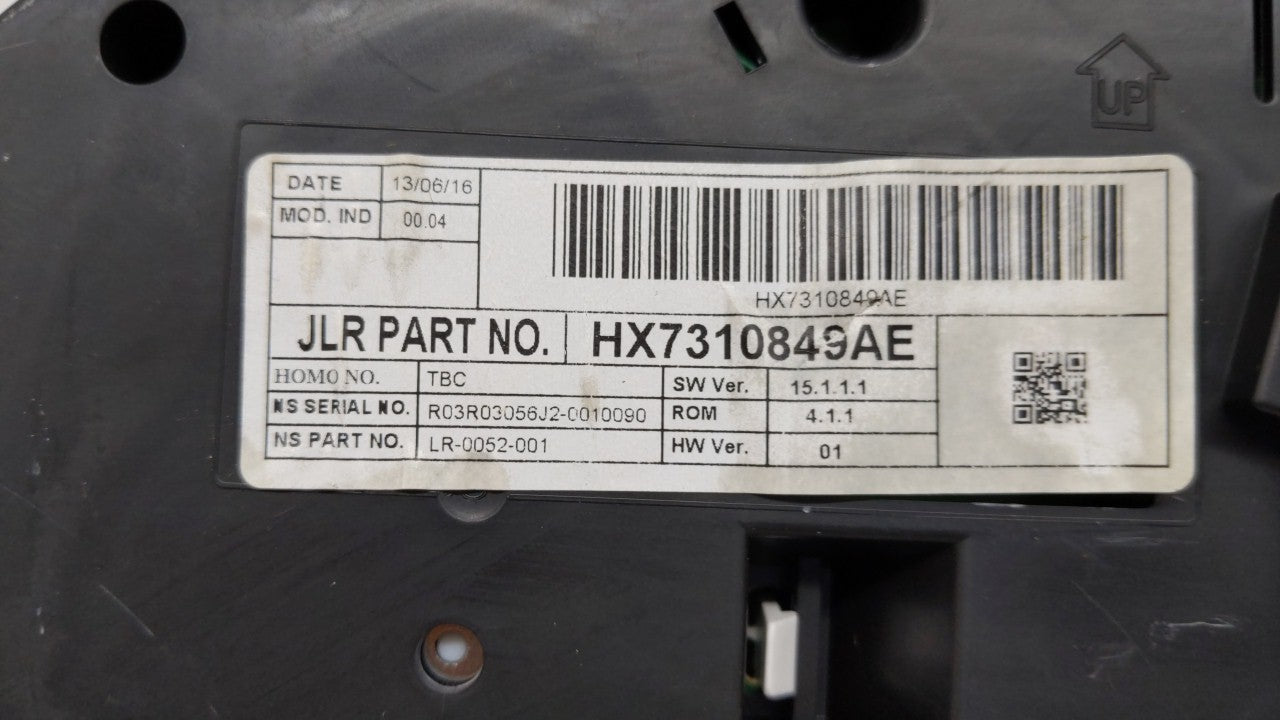 UP
DATE 13/06/16
MOD. IND 00.04
HX7310849AE
JLR PART NO. HX7310849AE
HOMO NO. TBC SW Ver. 15.1.1.1
NS SERIAL NO. R03R03056J2-0010090 ROM 4.1.1
NS PART NO. LR-0052-001 HW Ver. 01